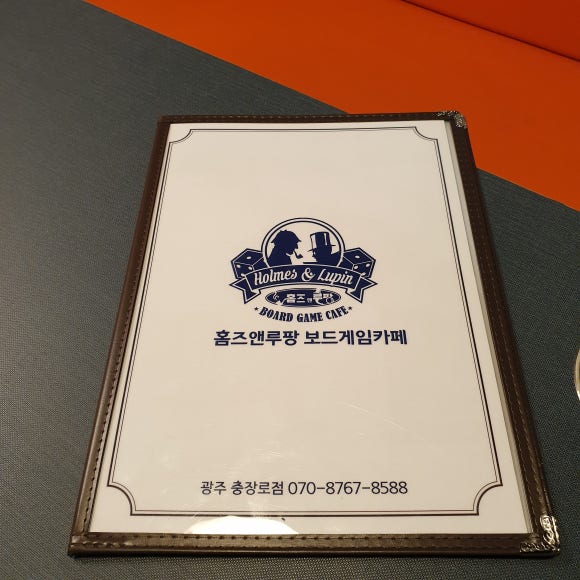 Holmes & Lupin
홈즈앤루팡
BOARD GAME CAFE
홈즈앤루팡 보드게임카페
광주 충장로점 070-8767-8588